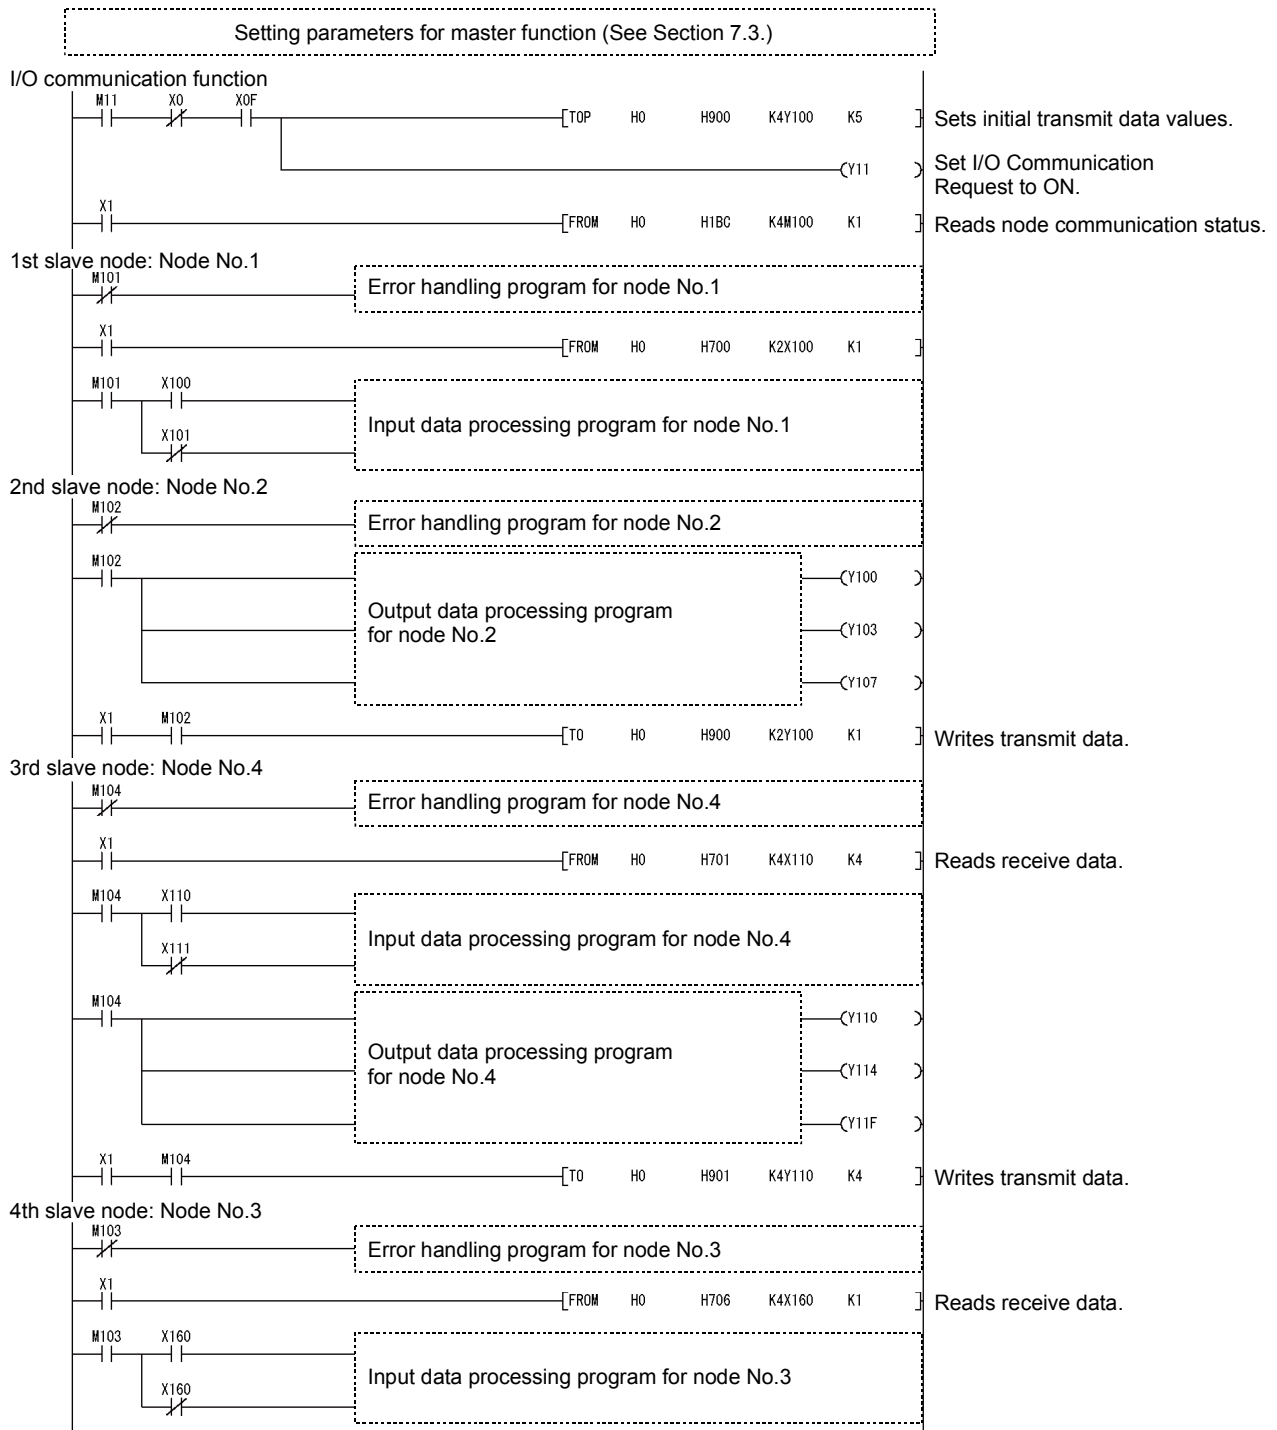 Setting parameters for master function (See Section 7.3.)
I/O communication function
M11 X0 X0F
[TOP H0 H900 K4Y100 K5 ] Sets initial transmit data values.
(Y11 ) Set I/O Communication
Request to ON.
X1
[FROM H0 H1BC K4M100 K1 ] Reads node communication status.
1st slave node: Node No.1
M101
Error handling program for node No.1
X1
[FROM H0 H700 K2X100 K1 ]
M101 X100
Input data processing program for node No.1
X101
2nd slave node: Node No.2
M102
Error handling program for node No.2
M102
(Y100 )
Output data processing program
for node No.2
(Y103 )
(Y107 )
X1 M102
[TO H0 H900 K2Y100 K1 ] Writes transmit data.
3rd slave node: Node No.4
M104
Error handling program for node No.4
X1
[FROM H0 H701 K4X110 K4 ] Reads receive data.
M104 X110
Input data processing program for node No.4
X111
M104
(Y110 )
Output data processing program
for node No.4
(Y114 )
(Y11F )
X1 M104
[TO H0 H901 K4Y110 K4 ] Writes transmit data.
4th slave node: Node No.3
M103
Error handling program for node No.3
X1
[FROM H0 H706 K4X160 K1 ] Reads receive data.
M103 X160
Input data processing program for node No.3
X160